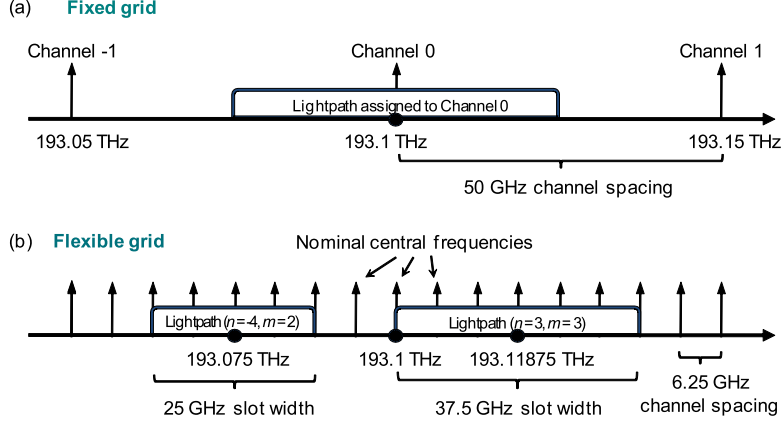 (a) Fixed grid
Channel -1 Channel 0 Channel 1
Lightpath assigned to Channel 0
193.05 THz 193.1 THz 193.15 THz
50 GHz channel spacing
(b) Flexible grid
Nominal central frequencies
Lightpath (n=-4, m=2) Lightpath (n=3, m=3)
193.075 THz 193.1 THz 193.11875 THz
25 GHz slot width 37.5 GHz slot width
6.25 GHz
channel spacing